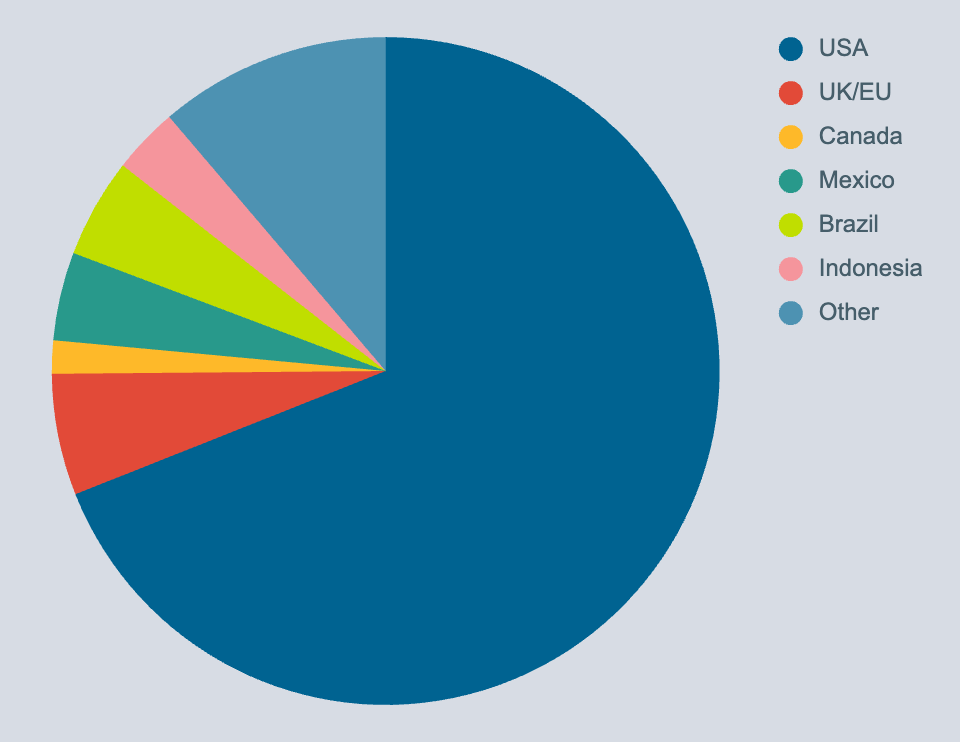 USA
UK/EU
Canada
Mexico
Brazil
Indonesia
Other